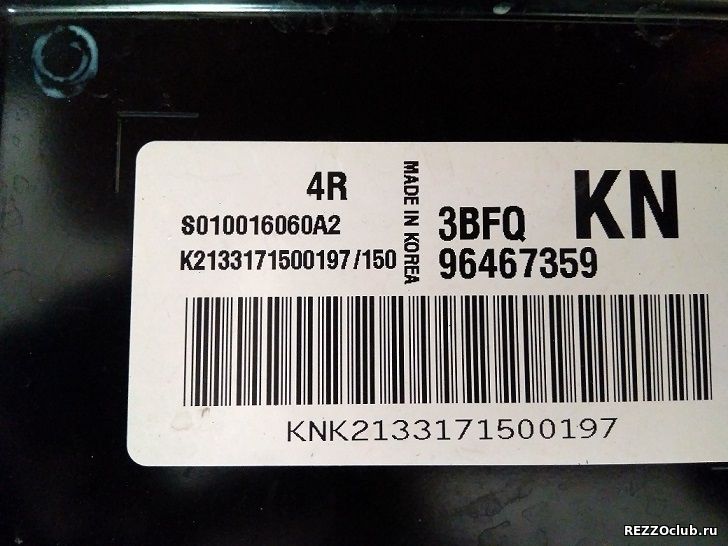 4R
S010016060A2
K2133171500197/150
MADE IN KOREA
3BFQ
KN
96467359
KNK2133171500197
REZZOclub.ru